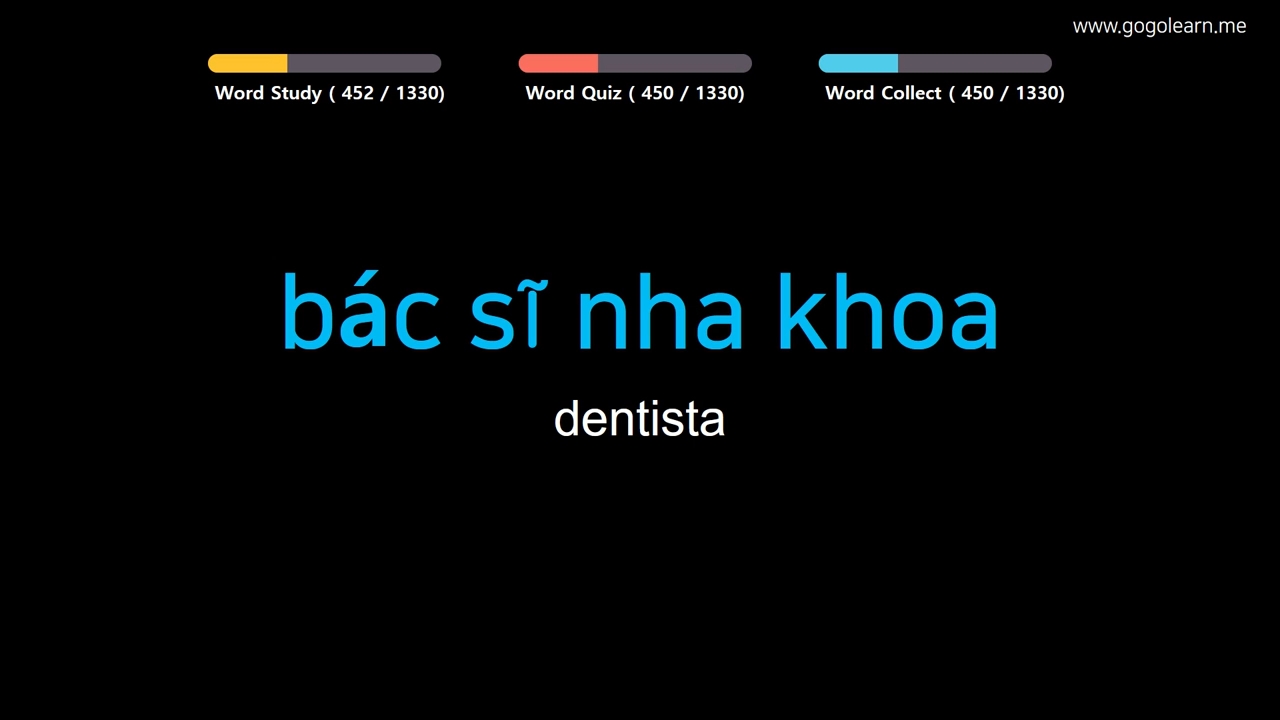 www.gogolearn.me
Word Study ( 452 / 1330)
Word Quiz ( 450 / 1330)
Word Collect ( 450 / 1330)
bác sĩ nha khoa
dentista